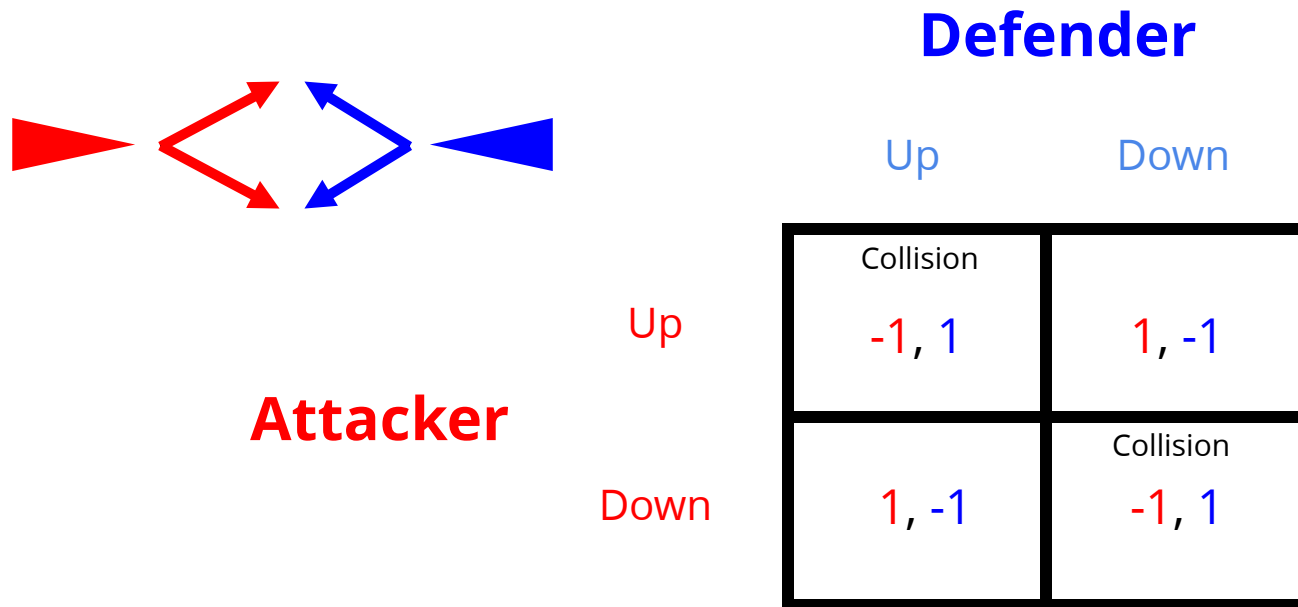 Defender
Up Down
Collision
Up
-1, 1
1, -1
Attacker
Collision
Down
1, -1
-1, 1